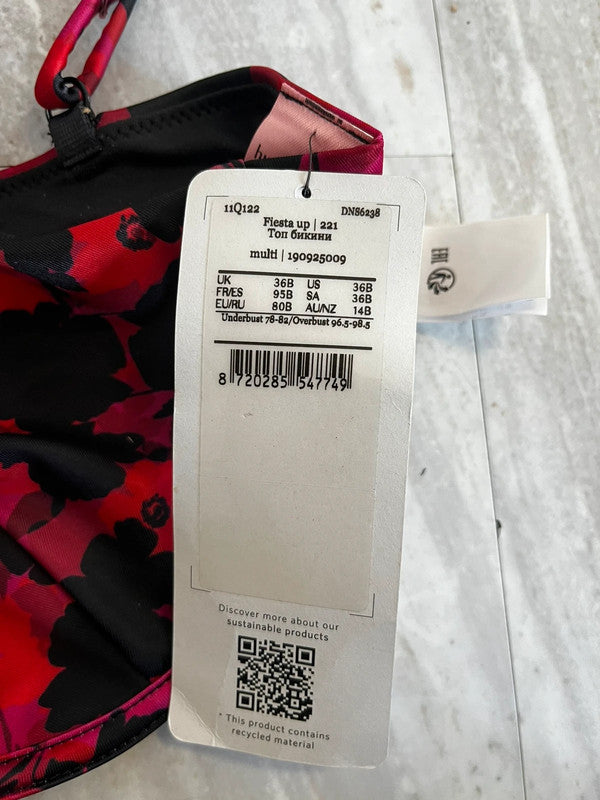 11Q122 DNS6238
Fiesta up | 221
Топ бикини
multi | 190925009
UK 36B US 36B
FR/ES 95B SA 36B
EU/RU 80B AU/NZ 14B
Underbust 78-82/Overbust 96.5-98.5
8 720285 547749
Discover more about our
sustainable products
* This product contains
recycled material
EAC